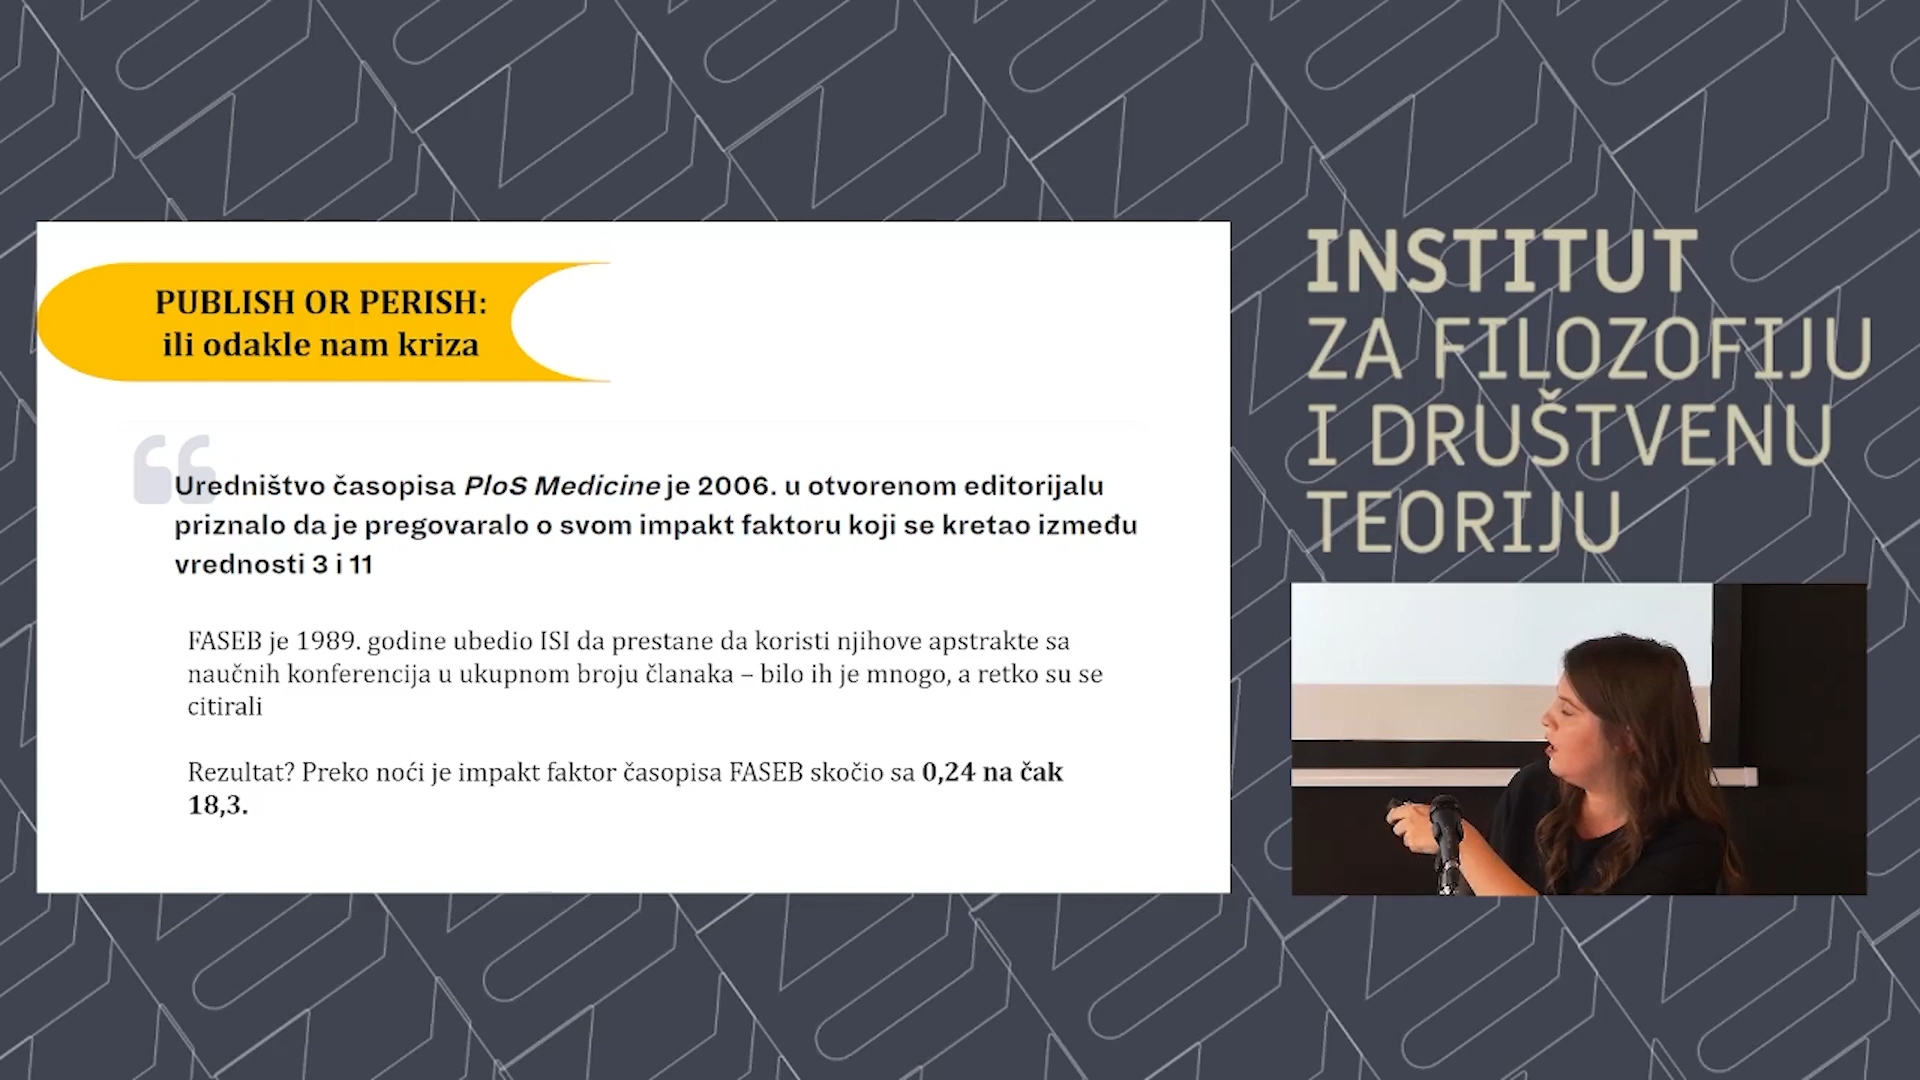 PUBLISH OR PERISH:
ili odakle nam kriza
Uredništvo časopisa PloS Medicine je 2006. u otvorenom editorijalu
priznalo da je pregovaralo o svom impakt faktoru koji se kretao između
vrednosti 3 i 11
FASEB je 1989. godine ubedio ISI da prestane da koristi njihove apstrakte sa
naučnih konferencija u ukupnom broju članaka – bilo ih je mnogo, a retko su se
citirali
Rezultat? Preko noći je impakt faktor časopisa FASEB skočio sa 0,24 na čak
18,3.
INSTITUT
ZA FILOZOFIJU
I DRUŠTVENU
TEORIJU